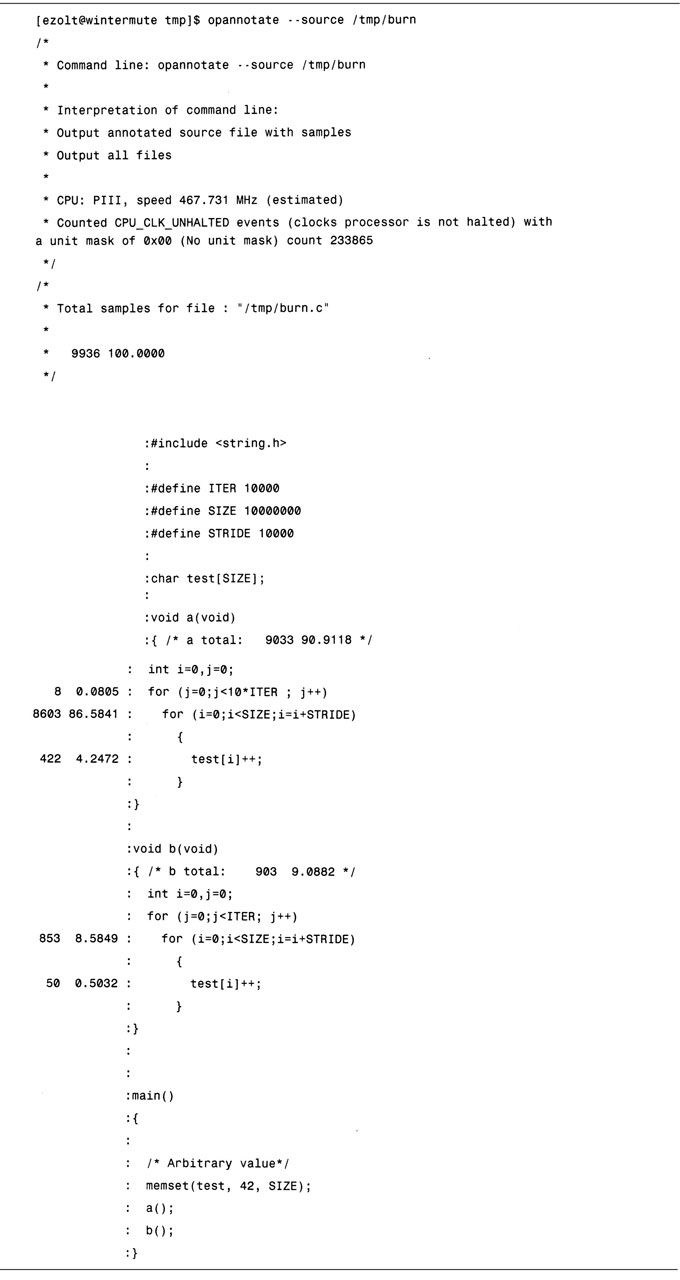 [ezolt@wintermute tmp]$ opannotate --source /tmp/burn
/*
 * Command line: opannotate --source /tmp/burn
 *
 * Interpretation of command line:
 * Output annotated source file with samples
 * Output all files
 *
 * CPU: PIII, speed 467.731 MHz (estimated)
 * Counted CPU_CLK_UNHALTED events (clocks processor is not halted) with
a unit mask of 0x00 (No unit mask) count 233865
 */
/*
 * Total samples for file : "/tmp/burn.c"
 *
 *   9936 100.0000
 */
               :#include <string.h>
               :
               :#define ITER 10000
               :#define SIZE 10000000
               :#define STRIDE 10000
               :
               :char test[SIZE];
               :
               :void a(void)
               :{ /* a total:   9033 90.9118 */
             :  int i=0,j=0;
   8  0.0805 :  for (j=0;j<10*ITER ; j++)
8603 86.5841 :    for (i=0;i<SIZE;i=i+STRIDE)
             :      {
 422  4.2472 :        test[i]++;
             :      }
             :}
             :
             :void b(void)
             :{ /* b total:    903  9.0882 */
             :  int i=0,j=0;
             :  for (j=0;j<ITER; j++)
 853  8.5849 :    for (i=0;i<SIZE;i=i+STRIDE)
             :      {
  50  0.5032 :        test[i]++;
             :      }
             :}
             :
             :
             :main()
             :{
             :
             :  /* Arbitrary value*/
             :  memset(test, 42, SIZE);
             :  a();
             :  b();
             :}